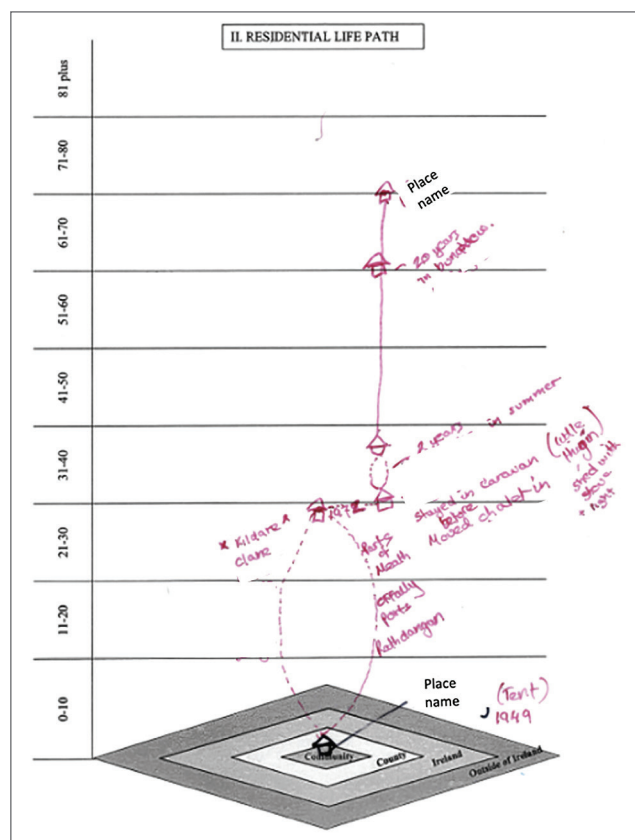 II. RESIDENTIAL LIFE PATH
81 plus
71-80
Place
name
61-70
20 years
in
51-60
41-50
2 years in summer
31-40
stayed in caravan
before
Moved chalet in
shed with
stove
+ light
1972
21-30
x Kildare x
Clare
Parts
of
Meath
offally
Parts
Rathdangan
11-20
0-10
Place
name
(Tent)
1949
Community
County
Ireland
Outside of Ireland